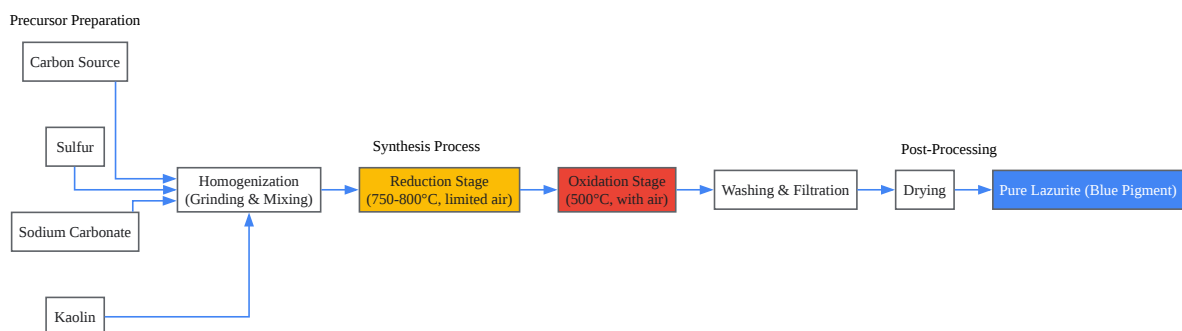 Precursor Preparation
Carbon Source
Sulfur
Sodium Carbonate
Kaolin
Homogenization
(Grinding & Mixing)
Synthesis Process
Reduction Stage
(750-800°C, limited air)
Oxidation Stage
(500°C, with air)
Washing & Filtration
Post-Processing
Drying
Pure Lazurite (Blue Pigment)